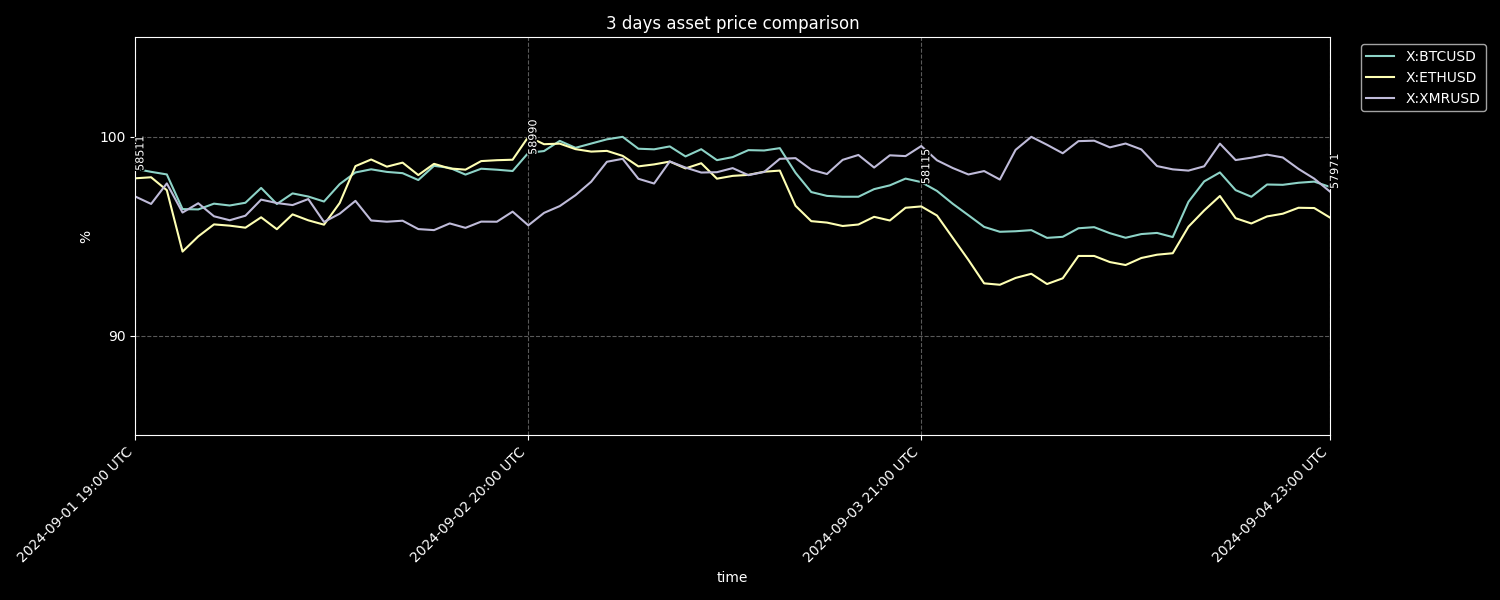 3 days asset price comparison
X:BTCUSD
X:ETHUSD
X:XMRUSD
100
90
%
58511
58990
58115
57971
2024-09-01 19:00 UTC
2024-09-02 20:00 UTC
2024-09-03 21:00 UTC
2024-09-04 23:00 UTC
time